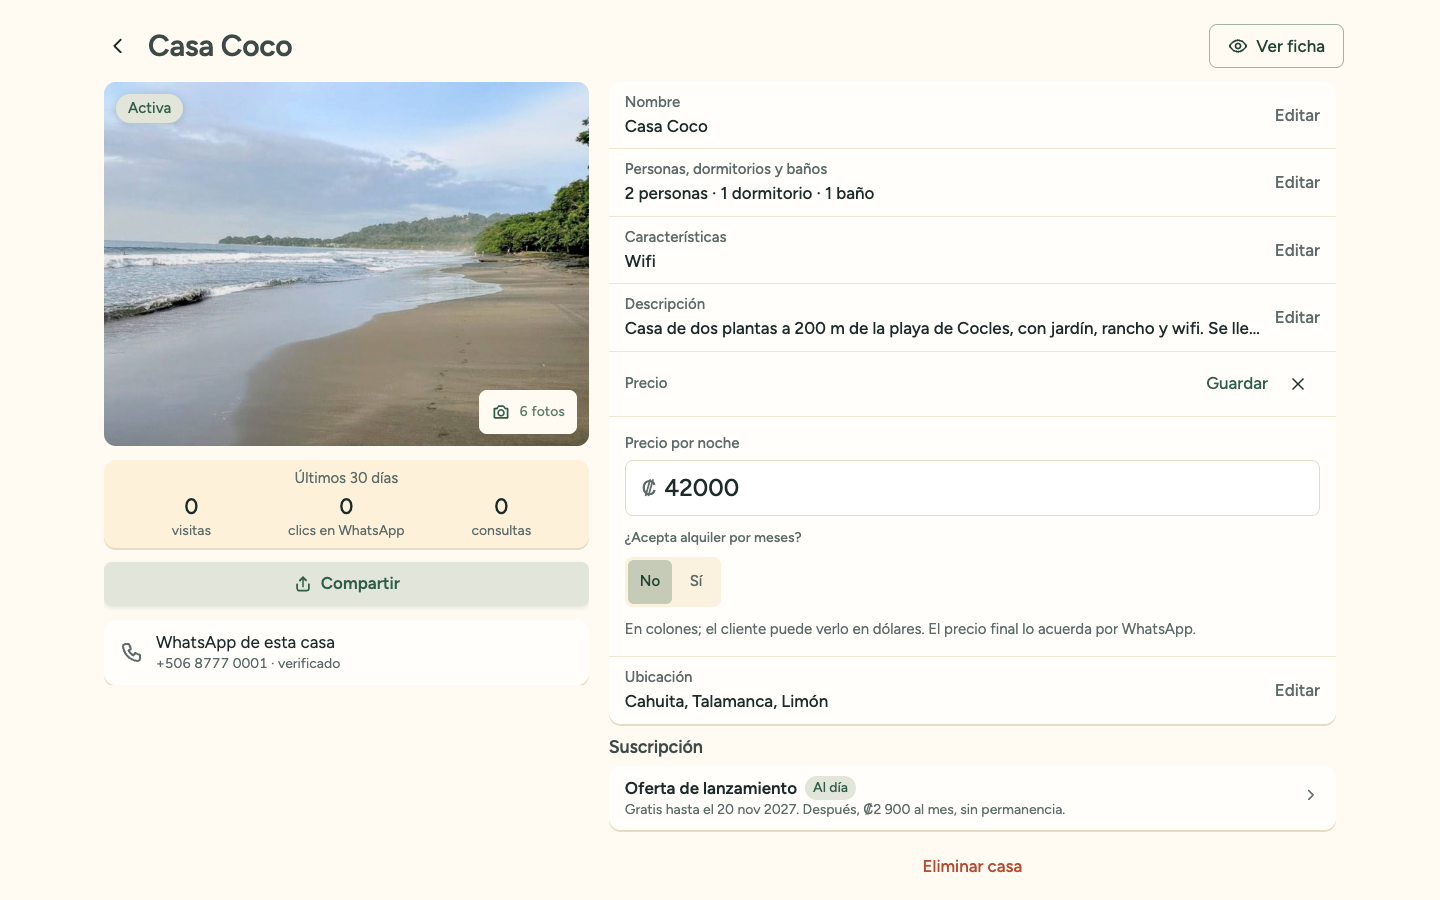 Casa Coco
Ver ficha
Activa
6 fotos
Últimos 30 días
0
visitas
0
clics en WhatsApp
0
consultas
Compartir
WhatsApp de esta casa
+506 8777 0001 · verificado
Nombre
Casa Coco
Editar
Personas, dormitorios y baños
2 personas · 1 dormitorio · 1 baño
Editar
Características
Wifi
Editar
Descripción
Casa de dos plantas a 200 m de la playa de Cocles, con jardín, rancho y wifi. Se lle...
Editar
Precio
Guardar
Precio por noche
₡ 42000
¿Acepta alquiler por meses?
No
Sí
En colones; el cliente puede verlo en dólares. El precio final lo acuerda por WhatsApp.
Ubicación
Cahuita, Talamanca, Limón
Editar
Suscripción
Oferta de lanzamiento
Al día
Gratis hasta el 20 nov 2027. Después, ₡2 900 al mes, sin permanencia.
Eliminar casa